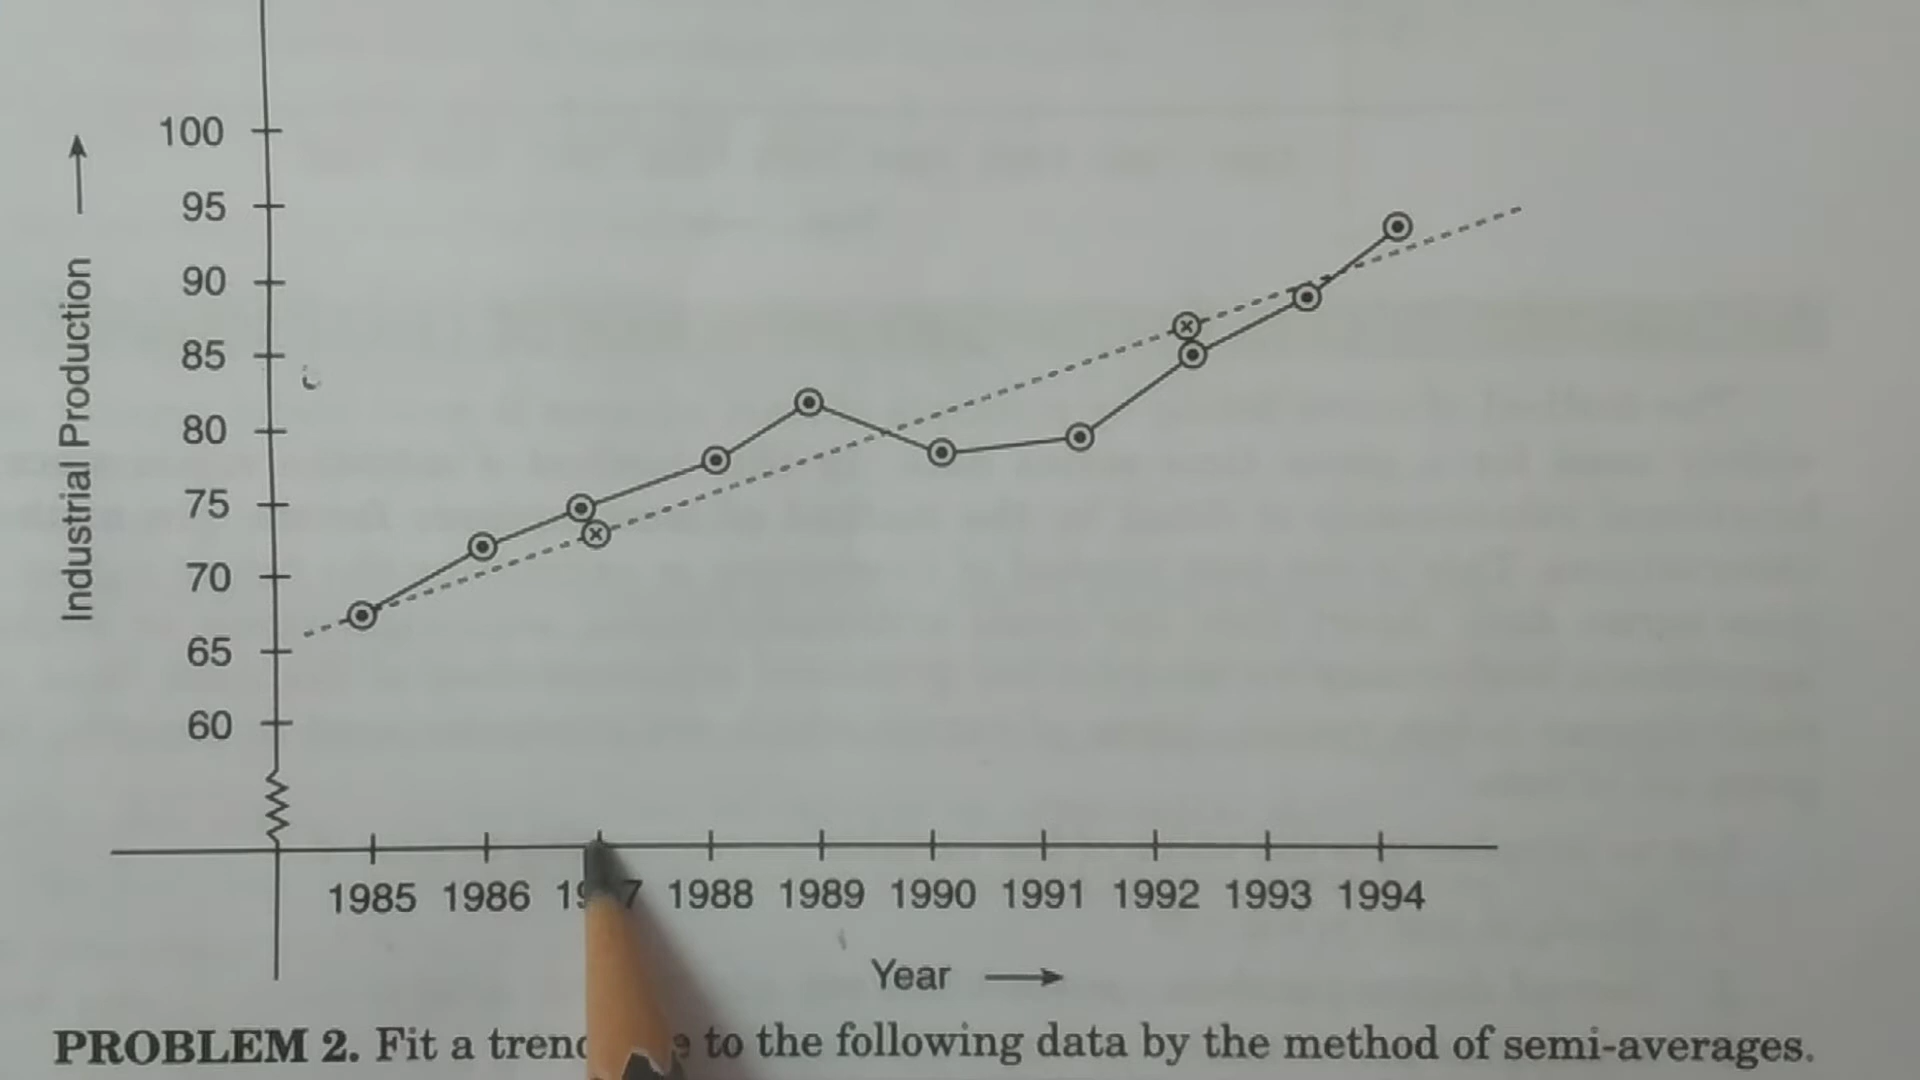 100
95
90
85
80
75
70
65
60
Industrial Production
1985 1986 1988 1989 1990 1991 1992 1993 1994
Year
PROBLEM 2. Fit a to the following data by the method of semi-averages.